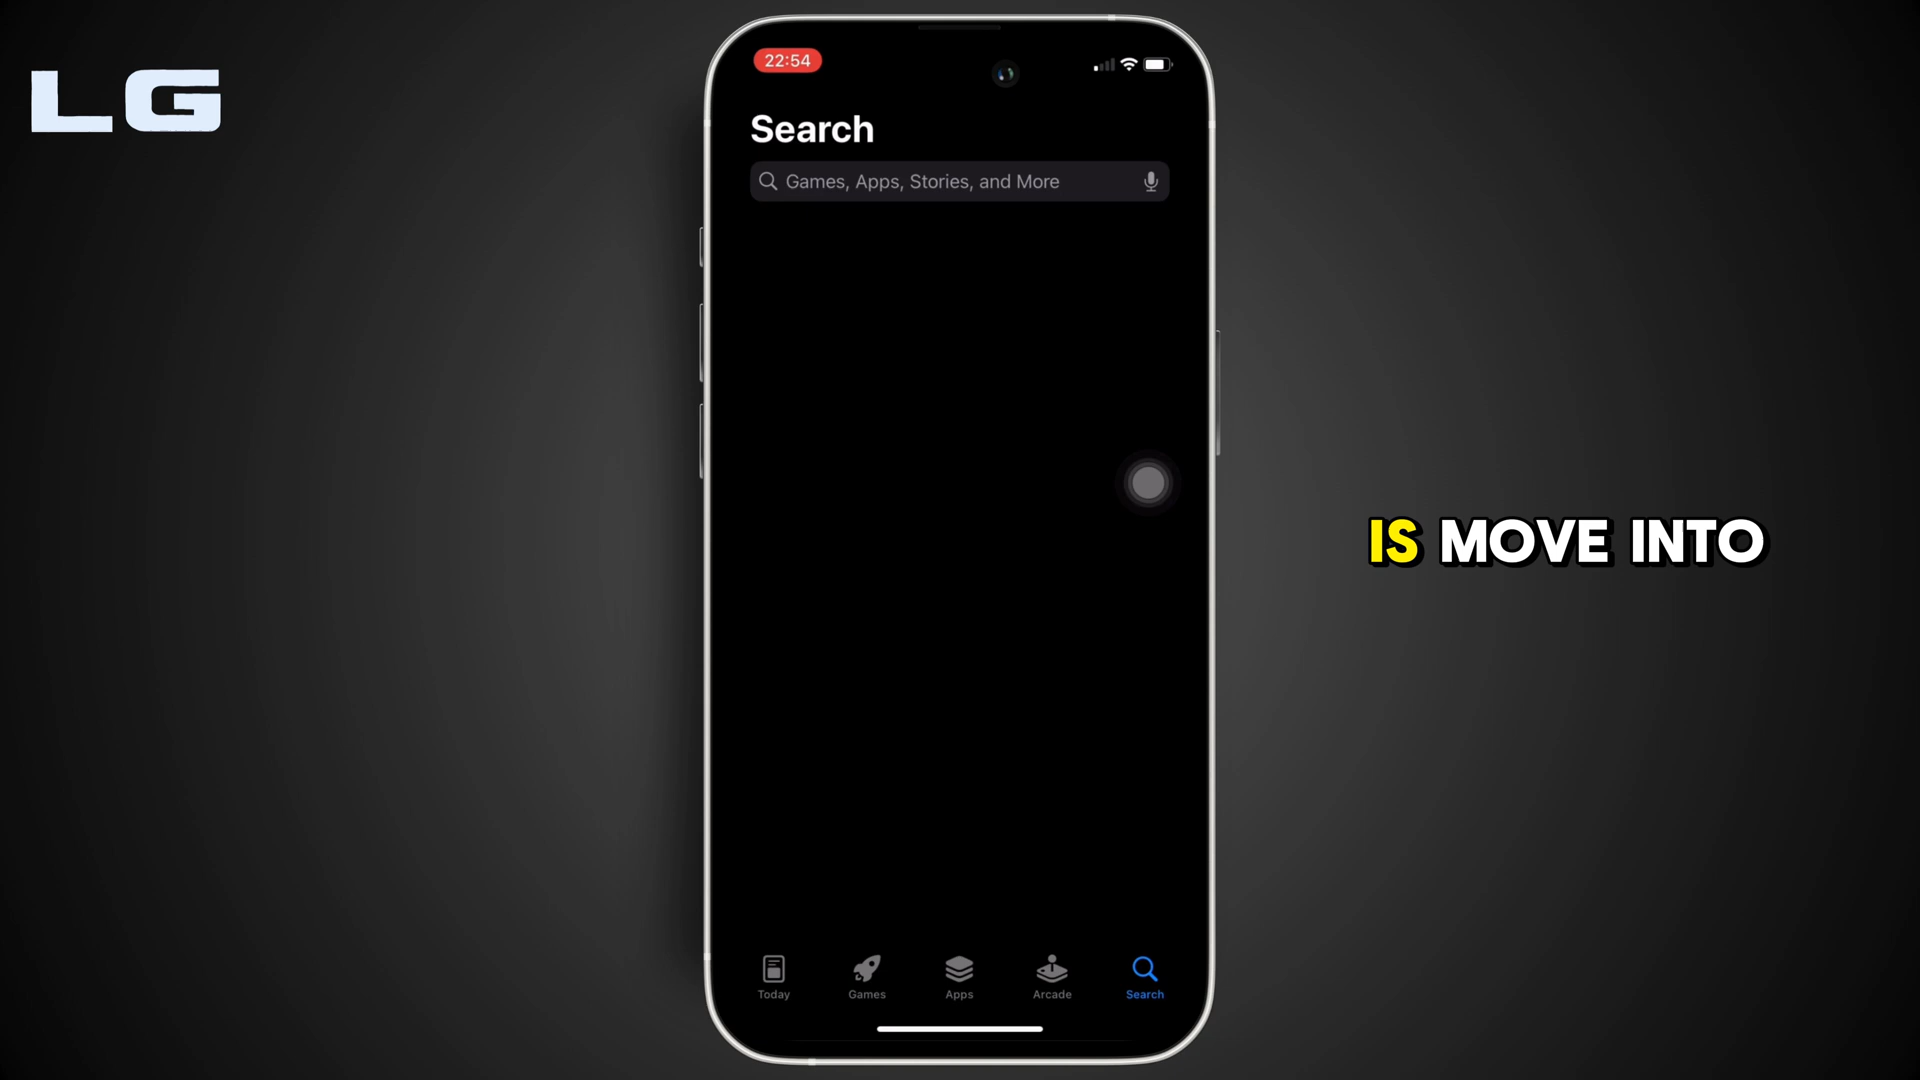 LG
22:54
Search
Games, Apps, Stories, and More
IS MOVE INTO
Today
Games
Apps
Arcade
Search